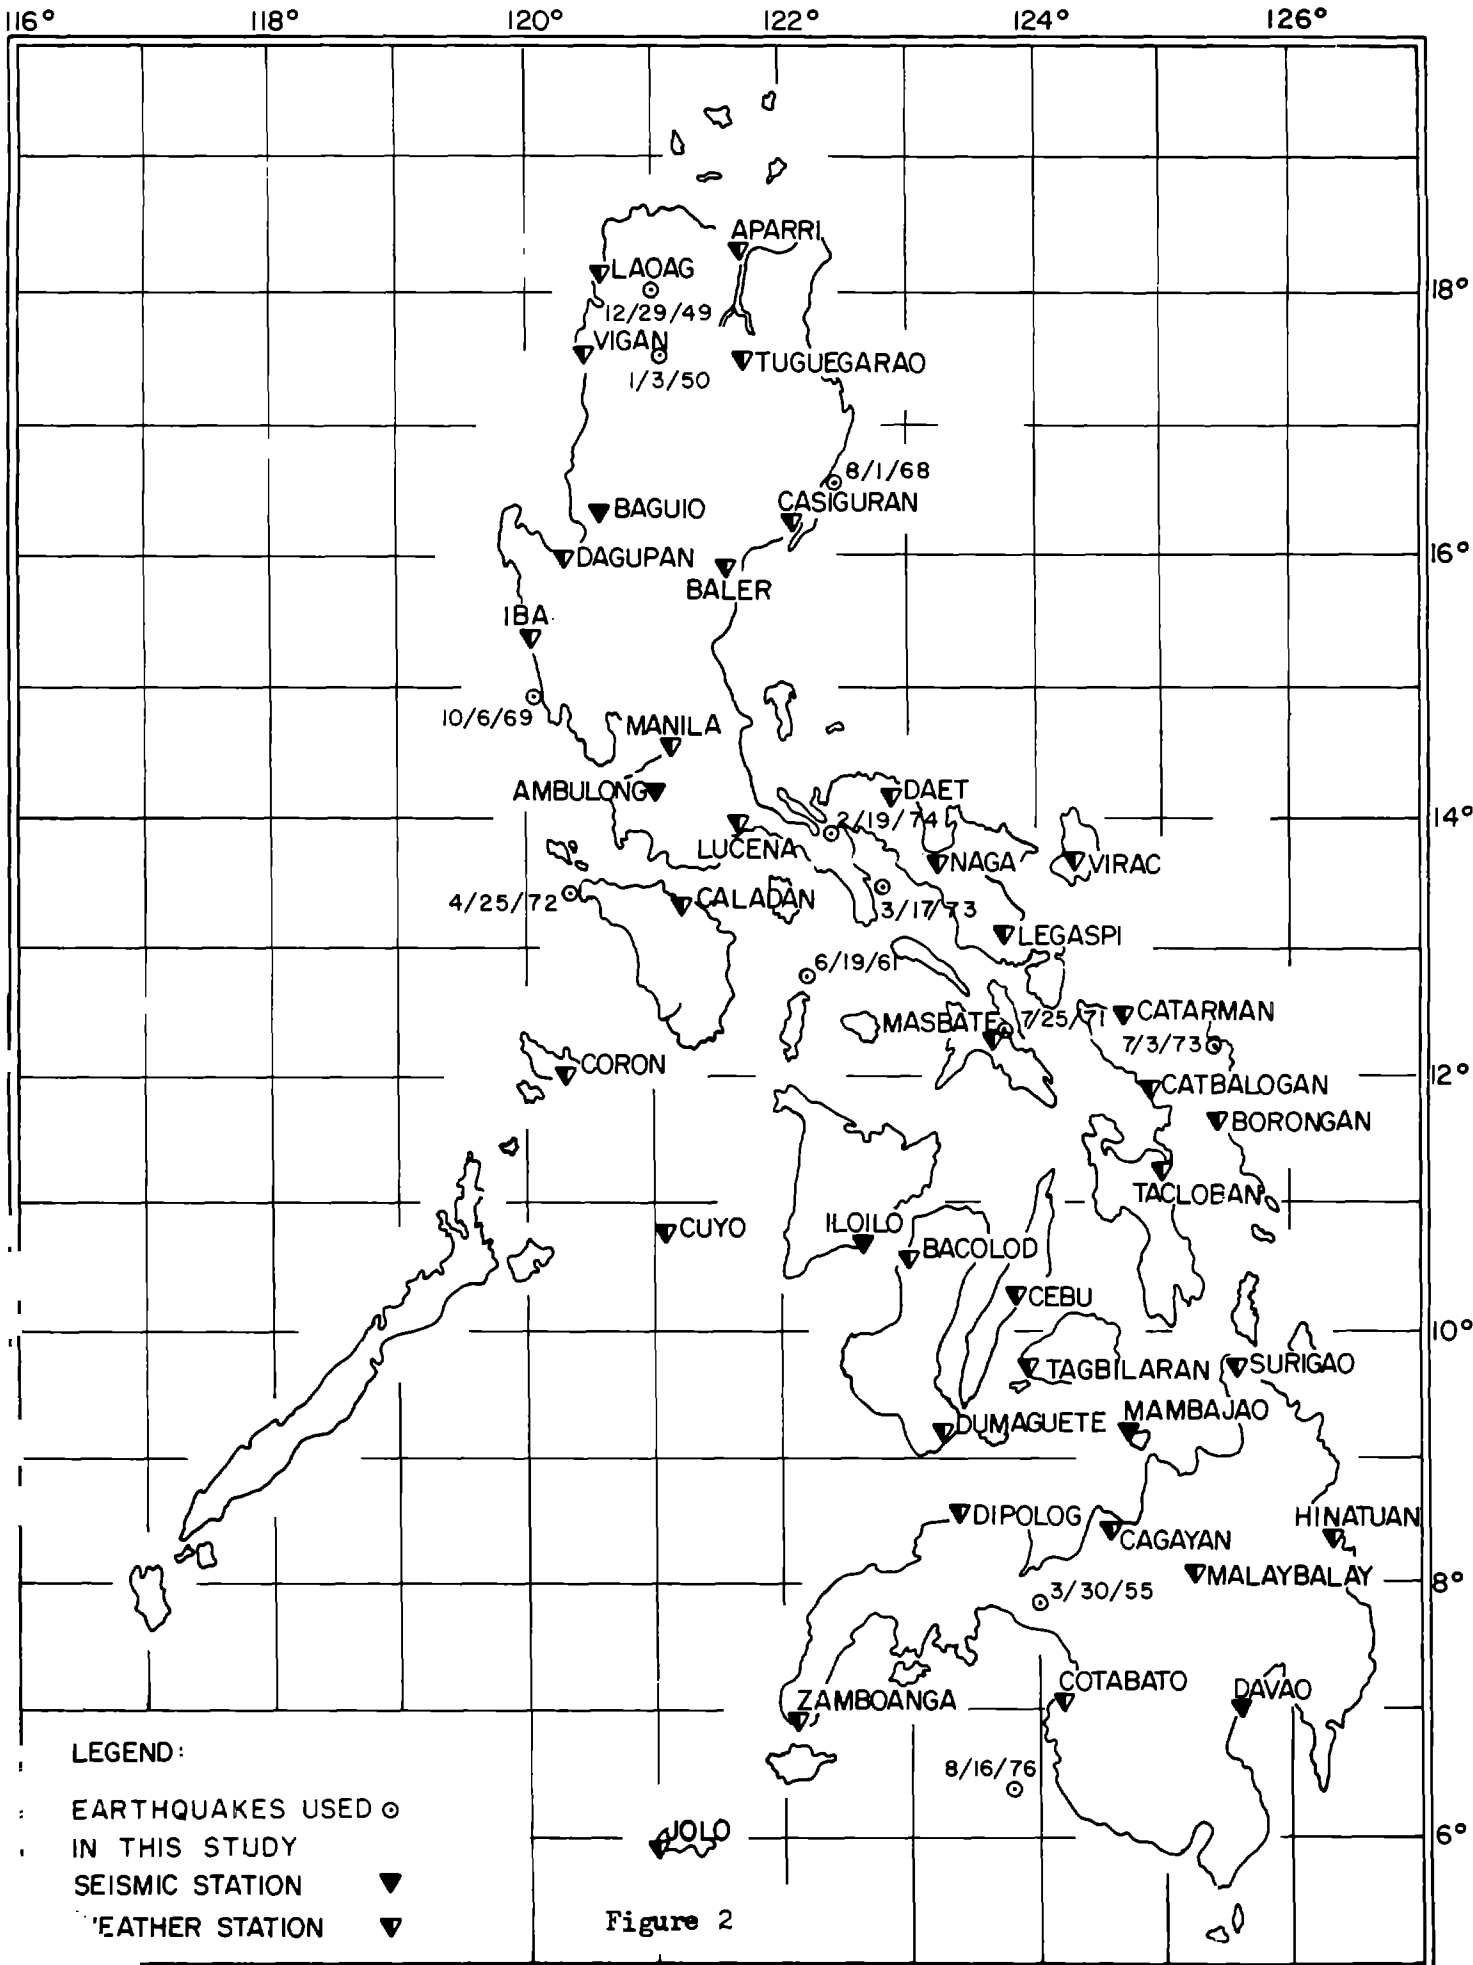 116° 118° 120° 122° 124° 126°
APARRI
LAOAG
18°
12/29/49
VIGAN
TUGUEGARAO
1/3/50
8/1/68
CASIGURAN
BAGUIO
16°
DAGUPAN
BALER
IBA
10/6/69
MANILA
AMBULONG
DAET
2/19/74
14°
LUCENA
NAGA
VIRAC
4/25/72
CALADAN
3/17/73
LEGASPI
6/19/61
7/25/71
CATARMAN
MASBATE
7/3/73
CORON
12°
CATBALOGAN
BORONGAN
TACLOBAN
CUYO
ILOILO
BACOLOD
CEBU
10°
TAGBILARAN
SURIGAO
MAMBAJAO
DUMAGUETE
DIPOLOG
HINATUAN
CAGAYAN
MALAYBALAY
8°
3/30/55
COTABATO
DAVAO
ZAMBOANGA
8/16/76
JOLO
6°
LEGEND:
EARTHQUAKES USED
IN THIS STUDY
SEISMIC STATION
'EATHER STATION
Figure 2